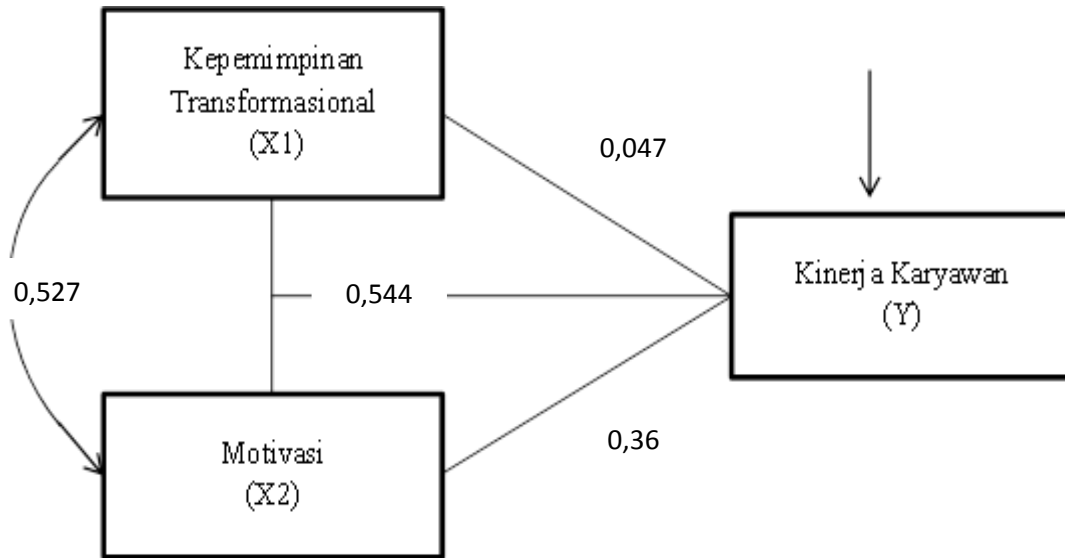 Kepemimpinan
Transformasional
(X1)
0,047
Kinerja Karyawan
(Y)
0,527
0,544
0,36
Motivasi
(X2)